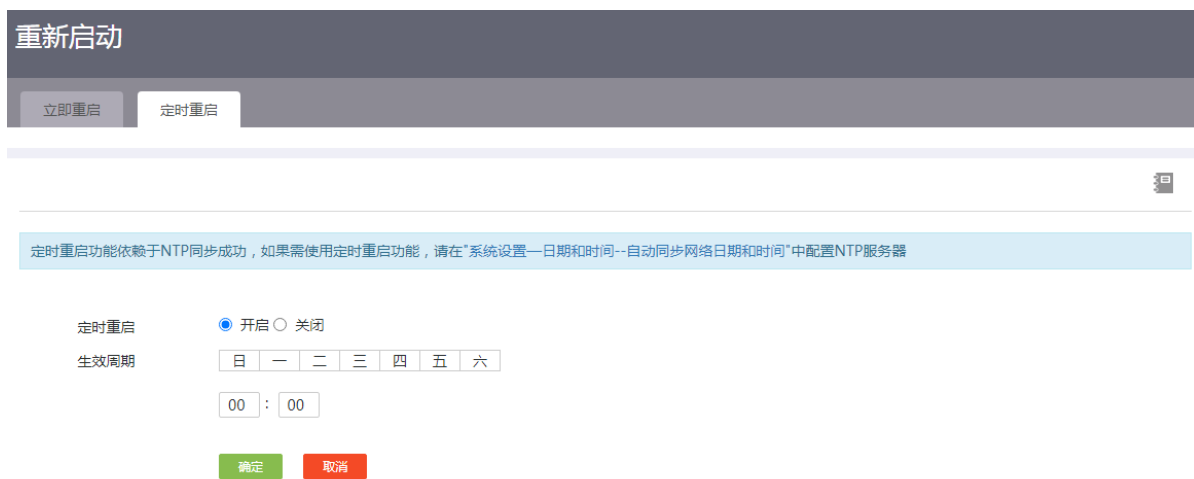 重新启动
立即重启 定时重启
定时重启功能依赖于NTP同步成功，如果需使用定时重启功能，请在"系统设置—日期和时间--自动同步网络日期和时间"中配置NTP服务器
定时重启 开启 关闭
生效周期 日 一 二 三 四 五 六
00 : 00
确定 取消